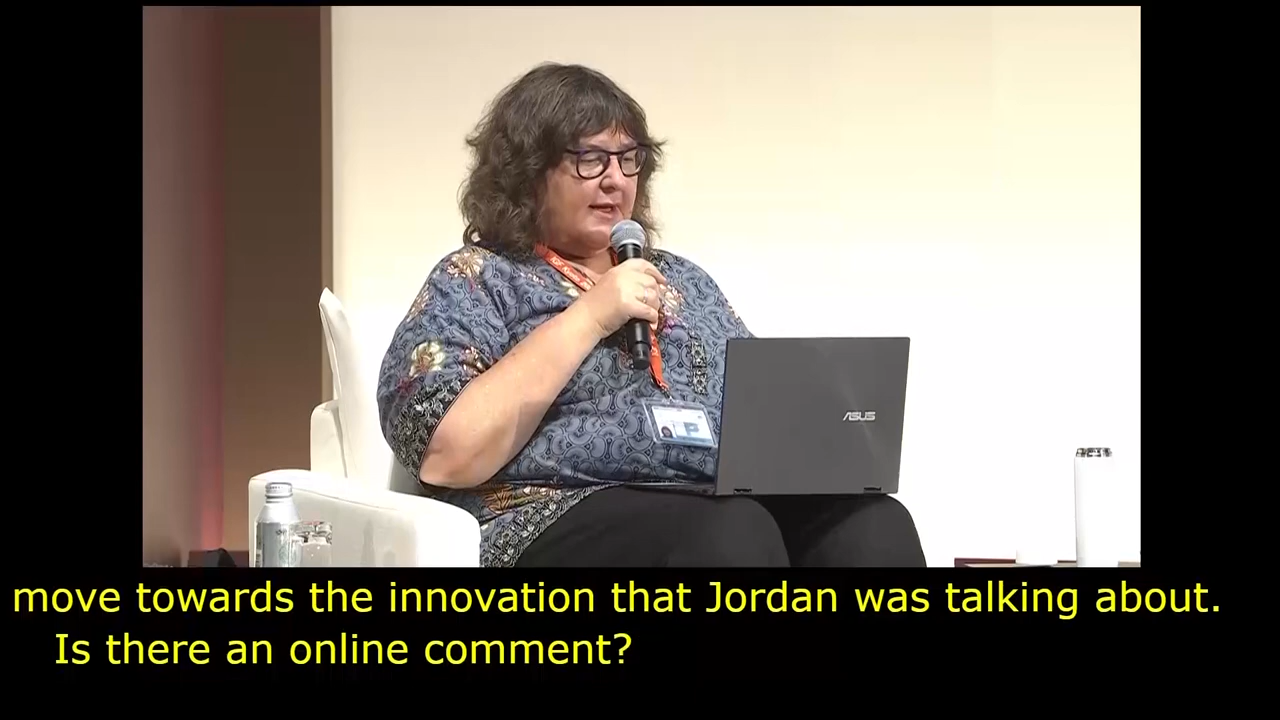 ASUS
P
move towards the innovation that Jordan was talking about.
Is there an online comment?